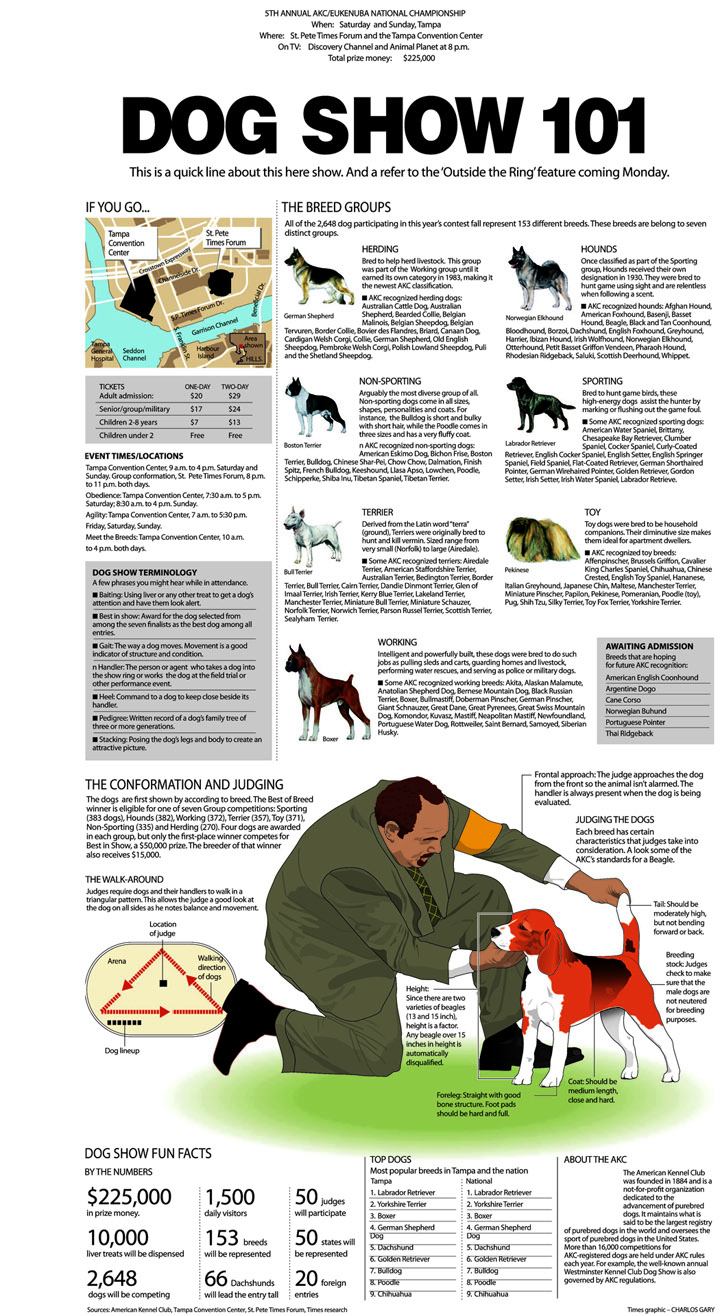 5TH ANNUAL AKC/EUKENUBA NATIONAL CHAMPIONSHIP
When: Saturday and Sunday, Tampa
Where: St. Pete Times Forum and the Tampa Convention Center
On TV: Discovery Channel and Animal Planet at 8 p.m.
Total prize money: $225,000
DOG SHOW 101
This is a quick line about this here show. And a refer to the 'Outside the Ring' feature coming Monday.
IF YOU GO...
Tampa
Convention
Center
St. Pete
Times Forum
Crosstown Expressway
Channelside Dr.
S.P. Times Forum Dr.
Beneficial Dr.
Garrison Channel
S. Franklin St.
Tampa
General
Hospital
Seddon
Channel
Harbour
Island
Area
shown
HILLS.
TICKETS ONE-DAY TWO-DAY
Adult admission: $20 $29
Senior/group/military $17 $24
Children 2-8 years $7 $13
Children under 2 Free Free
EVENT TIMES/LOCATIONS
Tampa Convention Center, 9 a.m. to 4 p.m. Saturday and
Sunday. Group conformation, St. Pete Times Forum, 8 p.m.
to 11 p.m. both days.
Obedience: Tampa Convention Center, 7:30 a.m. to 5 p.m.
Saturday; 8:30 a.m. to 4 p.m. Sunday.
Agility: Tampa Convention Center, 7 a.m. to 5:30 p.m.
Friday, Saturday, Sunday.
Meet the Breeds: Tampa Convention Center, 10 a.m.
to 4 p.m. both days.
DOG SHOW TERMINOLOGY
A few phrases you might hear while in attendance.
■ Baiting: Using liver or any other treat to get a dog's
attention and have them look alert.
■ Best in show: Award for the dog selected from
among the seven finalists as the best dog among all
entries.
■ Gait: The way a dog moves. Movement is a good
indicator of structure and condition.
n Handler: The person or agent who takes a dog into
the show ring or works the dog at the field trial or
other performance event.
■ Heel: Command to a dog to keep close beside its
handler.
■ Pedigree: Written record of a dog's family tree of
three or more generations.
■ Stacking: Posing the dog's legs and body to create an
attractive picture.
THE BREED GROUPS
All of the 2,648 dog participating in this year's contest fall represent 153 different breeds. These breeds are belong to seven
distinct groups.
HERDING
Bred to help herd livestock. This group
was part of the Working group until it
earned its own category in 1983, making it
the newest AKC classification.
■ AKC recognized herding dogs:
Australian Cattle Dog, Australian
Shepherd, Bearded Collie, Belgian
Malinois, Belgian Sheepdog, Belgian
German Shepherd
Tervuren, Border Collie, Bovier des Flandres, Briard, Canaan Dog,
Cardigan Welsh Corgi, Collie, German Shepherd, Old English
Sheepdog, Pembroke Welsh Corgi, Polish Lowland Sheepdog, Puli
and the Shetland Sheepdog.
HOUNDS
Once classified as part of the Sporting
group, Hounds received their own
designation in 1930. They were bred to
hunt game using sight and are relentless
when following a scent.
■ AKC recognized hounds: Afghan Hound,
American Foxhound, Basenji, Basset
Hound, Beagle, Black and Tan Coonhound,
Norwegian Elkhound
Bloodhound, Borzoi, Dachshund, English Foxhound, Greyhound,
Harrier, Ibizan Hound, Irish Wolfhound, Norwegian Elkhound,
Otterhound, Petit Basset Griffon Vendeen, Pharaoh Hound,
Rhodesian Ridgeback, Saluki, Scottish Deerhound, Whippet.
NON-SPORTING
Arguably the most diverse group of all.
Non-sporting dogs come in all sizes,
shapes, personalities and coats. For
instance, the Bulldog is short and bulky
with short hair, while the Poodle comes in
three sizes and has a very fluffy coat.
n AKC recognized non-sporting dogs:
American Eskimo Dog, Bichon Frise, Boston
Boston Terrier
Terrier, Bulldog, Chinese Shar-Pei, Chow Chow, Dalmation, Finish
Spitz, French Bulldog, Keeshound, Llasa Apso, Lowchen, Poodle,
Schipperke, Shiba Inu, Tibetan Spaniel, Tibetan Terrier.
SPORTING
Bred to hunt game birds, these
high-energy dogs assist the hunter by
marking or flushing out the game foul.
■ Some AKC recognized sporting dogs:
American Water Spaniel, Brittany,
Chesapeake Bay Retriever, Clumber
Spaniel, Cocker Spaniel, Curly-Coated
Labrador Retriever
Retriever, English Cocker Spaniel, English Setter, English Springer
Spaniel, Field Spaniel, Flat-Coated Retriever, German Shorthaired
Pointer, German Wirehaired Pointer, Golden Retriever, Gordon
Setter, Irish Setter, Irish Water Spaniel, Labrador Retrieve.
TERRIER
Derived from the Latin word "terra"
(ground), Terriers were originally bred to
hunt and kill vermin. Sized range from
very small (Norfolk) to large (Airedale).
■ Some AKC recognized terriers: Airedale
Terrier, American Staffordshire Terrier,
Australian Terrier, Bedington Terrier, Border
Bull Terrier
Terrier, Bull Terrier, Cairn Terrier, Dandie Dinmont Terrier, Glen of
Imaal Terrier, Irish Terrier, Kerry Blue Terrier, Lakeland Terrier,
Manchester Terrier, Miniature Bull Terrier, Miniature Schauzer,
Norfolk Terrier, Norwich Terrier, Parson Russel Terrier, Scottish Terrier,
Sealyham Terrier.
TOY
Toy dogs were bred to be household
companions. Their diminutive size makes
them ideal for apartment dwellers.
■ AKC recognized toy breeds:
Affenpinscher, Brussels Griffon, Cavalier
King Charles Spaniel, Chihuahua, Chinese
Crested, English Toy Spaniel, Hananese,
Pekinese
Italian Greyhound, Japanese Chin, Maltese, Manchester Terrier,
Miniature Pinscher, Papilon, Pekinese, Pomeranian, Poodle (toy),
Pug, Shih Tzu, Silky Terrier, Toy Fox Terrier, Yorkshire Terrier.
WORKING
Intelligent and powerfully built, these dogs were bred to do such
jobs as pulling sleds and carts, guarding homes and livestock,
performing water rescues, and serving as police or military dogs.
■ Some AKC recognized working breeds: Akita, Alaskan Malamute,
Anatolian Shepherd Dog, Bernese Mountain Dog, Black Russian
Terrier, Boxer, Bullmastiff, Doberman Pinscher, German Pinscher,
Giant Schnauzer, Great Dane, Great Pyrenees, Great Swiss Mountain
Dog, Komondor, Kuvasz, Mastiff, Neapolitan Mastiff, Newfoundland,
Portuguese Water Dog, Rottweiler, Saint Bernard, Samoyed, Siberian
Husky.
Boxer
AWAITING ADMISSION
Breeds that are hoping
for future AKC recognition:
American English Coonhound
Argentine Dogo
Cane Corso
Norwegian Buhund
Portuguese Pointer
Thai Ridgeback
THE CONFORMATION AND JUDGING
The dogs are first shown by according to breed. The Best of Breed
winner is eligible for one of seven Group competitions: Sporting
(383 dogs), Hounds (382), Working (372), Terrier (357), Toy (371),
Non-Sporting (335) and Herding (270). Four dogs are awarded
in each group, but only the first-place winner competes for
Best in Show, a $50,000 prize. The breeder of that winner
also receives $15,000.
THE WALK-AROUND
Judges require dogs and their handlers to walk in a
triangular pattern. This allows the judge a good look at
the dog on all sides as he notes balance and movement.
Location
of judge
Arena
Walking
direction
of dogs
Dog lineup
Frontal approach: The judge approaches the dog
from the front so the animal isn't alarmed. The
handler is always present when the dog is being
evaluated.
JUDGING THE DOGS
Each breed has certain
characteristics that judges take into
consideration. A look some of the
AKC's standards for a Beagle.
Tail: Should be
moderately high,
but not bending
forward or back.
Breeding
stock: Judges
check to make
sure that the
male dogs are
not neutered
for breeding
purposes.
Height:
Since there are two
varieties of beagles
(13 and 15 inch),
height is a factor.
Any beagle over 15
inches in height is
automatically
disqualified.
Foreleg: Straight with good
bone structure. Foot pads
should be hard and full.
Coat: Should be
medium length,
close and hard.
DOG SHOW FUN FACTS
BY THE NUMBERS
$225,000
in prize money.
1,500
daily visitors
50 judges
will participate
10,000
liver treats will be dispensed
153 breeds
will be represented
50 states will
be represented
2,648
dogs will be competing
66 Dachshunds
will lead the entry tall
20 foreign
entries
TOP DOGS
Most popular breeds in Tampa and the nation
Tampa
1. Labrador Retriever
2. Yorkshire Terrier
3. Boxer
4. German Shepherd
Dog
5. Dachshund
6. Golden Retriever
7. Bulldog
8. Poodle
9. Chihuahua
National
1. Labrador Retriever
2. Yorkshire Terrier
3. Boxer
4. German Shepherd
Dog
5. Dachshund
6. Golden Retriever
7. Bulldog
8. Poodle
9. Chihuahua
ABOUT THE AKC
The American Kennel Club
was founded in 1884 and is a
not-for-profit organization
dedicated to the
advancement of purebred
dogs. It maintains what is
said to be the largest registry
of purebred dogs in the world and oversees the
sport of purebred dogs in the United States.
More than 16,000 competitions for
AKC-registered dogs are held under AKC rules
each year. For example, the well-known annual
Westminster Kennel Club Dog Show is also
governed by AKC regulations.
Sources: American Kennel Club, Tampa Convention Center, St. Pete Times Forum, Times research
Times graphic – CHARLOS GARY